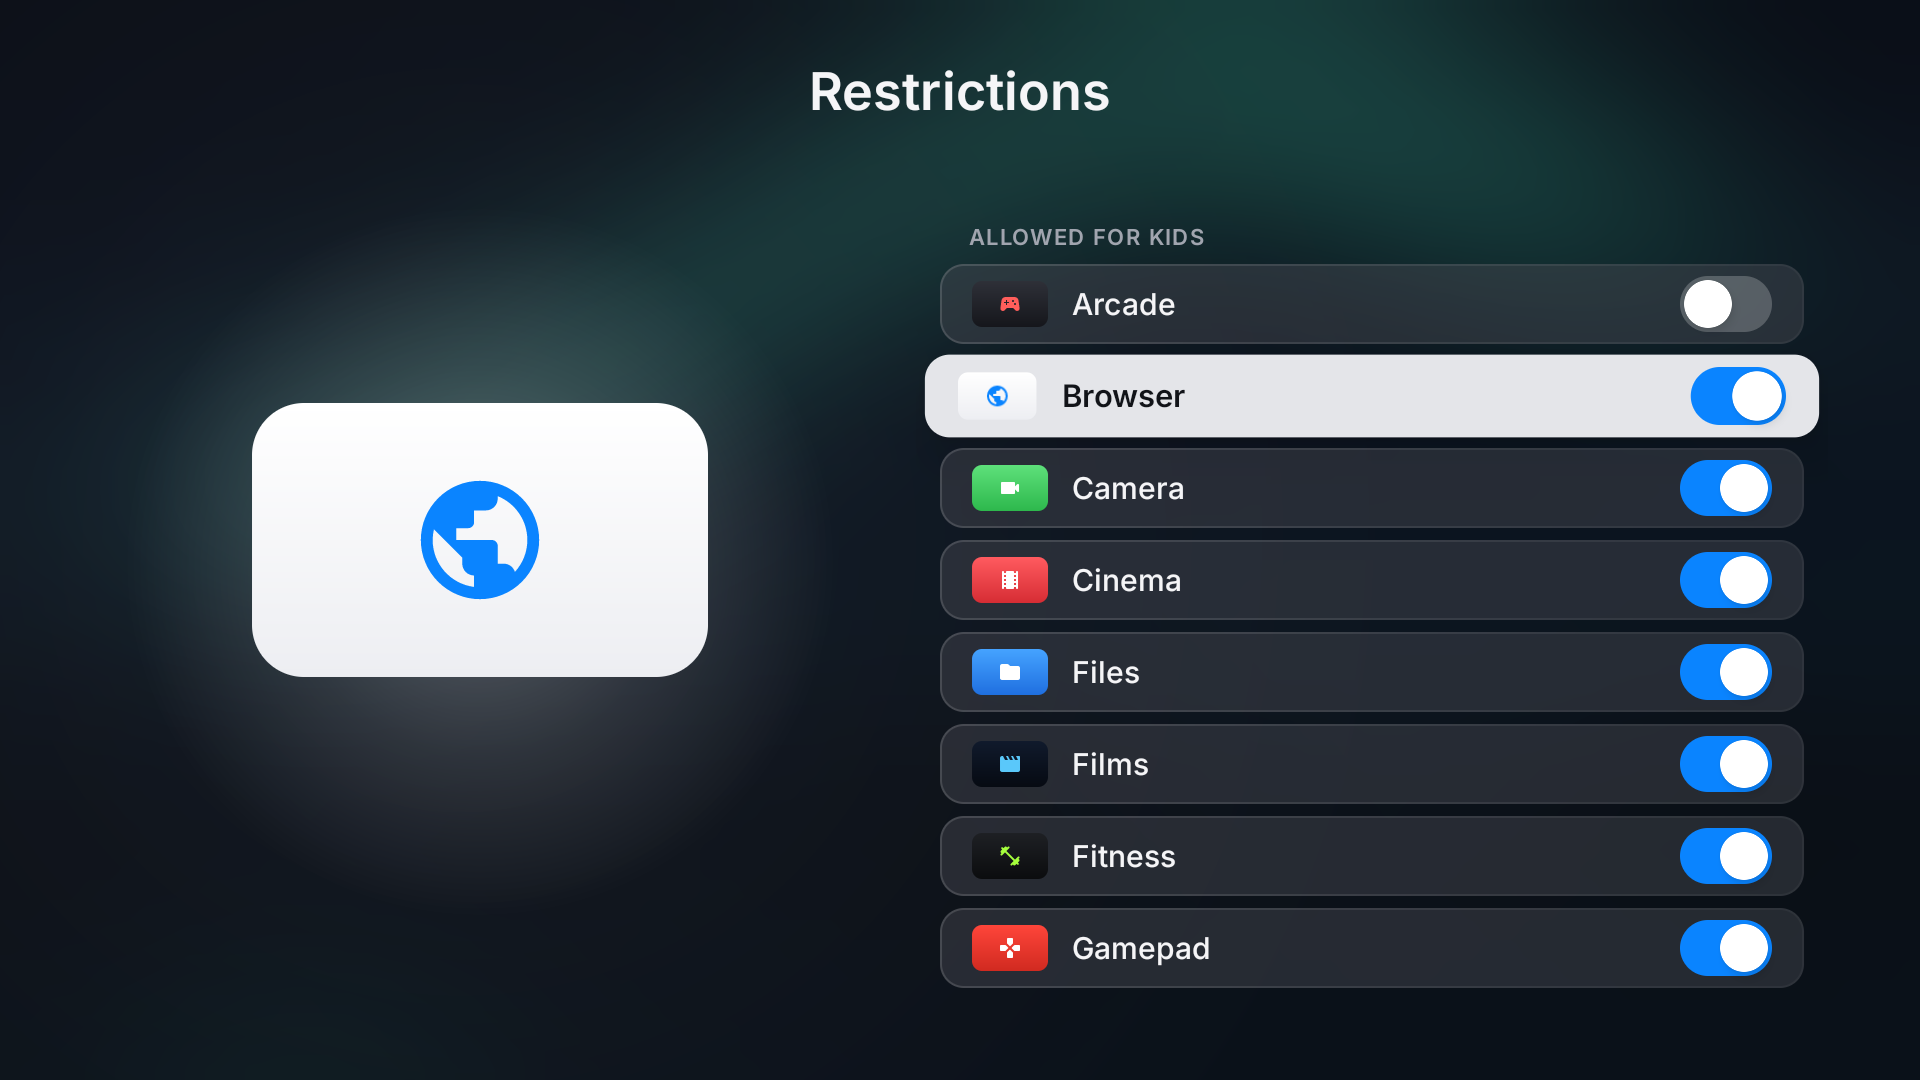 Restrictions
ALLOWED FOR KIDS
Arcade
Browser
Camera
Cinema
Files
Films
Fitness
Gamepad